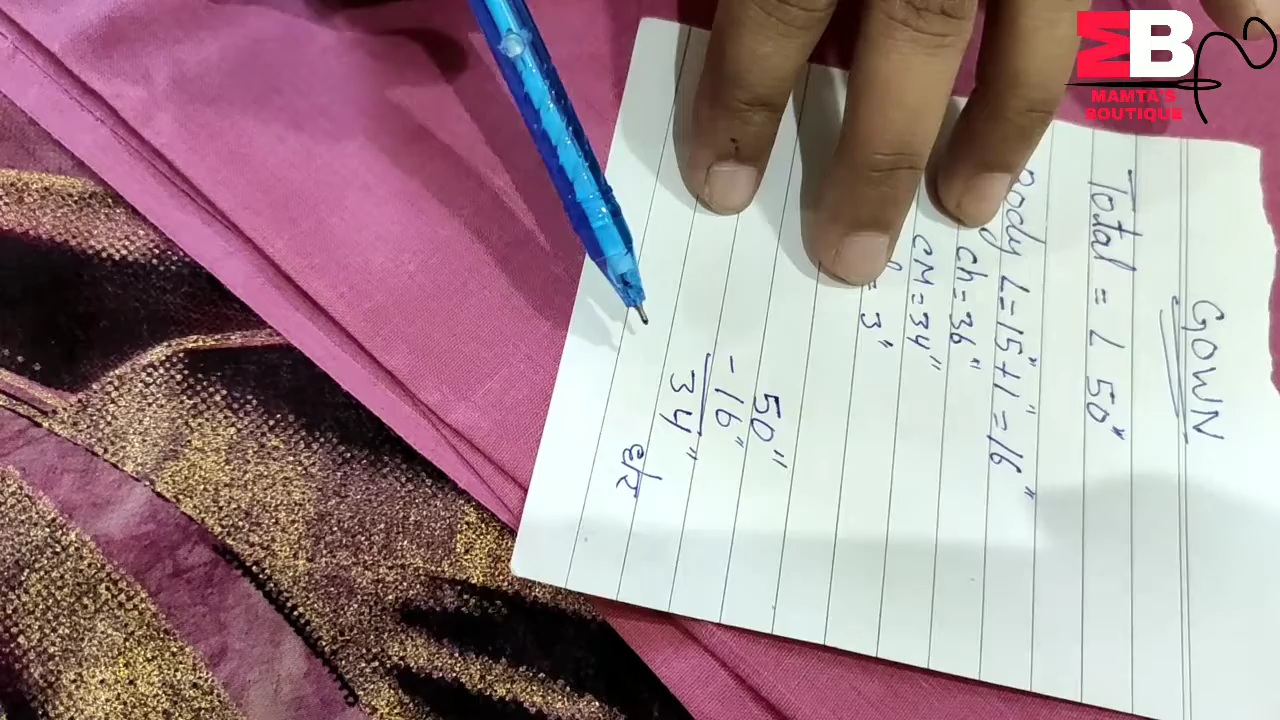 MB
MAMTA'S
BOUTIQUE
GOWN
Total = L 50"
Body L=15"+1"=16"
Ch=36"
CM=34"
= 3"
50"
-16"
34"